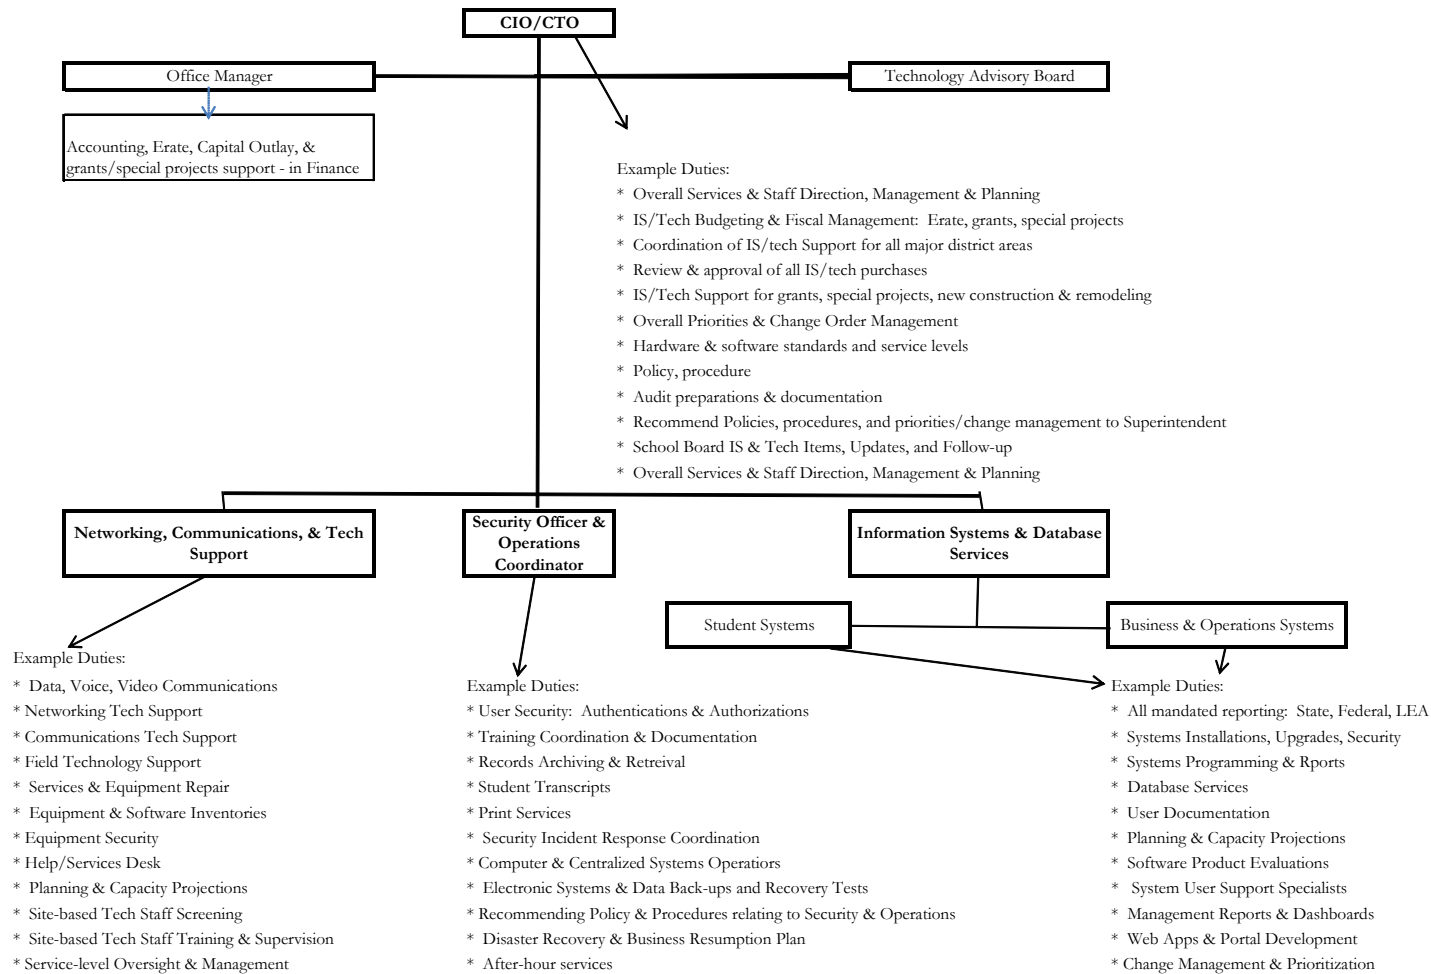 CIO/CTO
Office Manager
Technology Advisory Board
Accounting, Erate, Capital Outlay, &
grants/special projects support - in Finance
Example Duties:
* Overall Services & Staff Direction, Management & Planning
* IS/Tech Budgeting & Fiscal Management: Erate, grants, special projects
* Coordination of IS/tech Support for all major district areas
* Review & approval of all IS/tech purchases
* IS/Tech Support for grants, special projects, new construction & remodeling
* Overall Priorities & Change Order Management
* Hardware & software standards and service levels
* Policy, procedure
* Audit preparations & documentation
* Recommend Policies, procedures, and priorities/change management to Superintendent
* School Board IS & Tech Items, Updates, and Follow-up
* Overall Services & Staff Direction, Management & Planning
Networking, Communications, & Tech
Support
Security Officer &
Operations
Coordinator
Information Systems & Database
Services
Student Systems
Business & Operations Systems
Example Duties:
* Data, Voice, Video Communications
* Networking Tech Support
* Communications Tech Support
* Field Technology Support
* Services & Equipment Repair
* Equipment & Software Inventories
* Equipment Security
* Help/Services Desk
* Planning & Capacity Projections
* Site-based Tech Staff Screening
* Site-based Tech Staff Training & Supervision
* Service-level Oversight & Management
Example Duties:
* User Security: Authentications & Authorizations
* Training Coordination & Documentation
* Records Archiving & Retreival
* Student Transcripts
* Print Services
* Security Incident Response Coordination
* Computer & Centralized Systems Operatiors
* Electronic Systems & Data Back-ups and Recovery Tests
* Recommending Policy & Procedures relating to Security & Operations
* Disaster Recovery & Business Resumption Plan
* After-hour services
Example Duties:
* All mandated reporting: State, Federal, LEA
* Systems Installations, Upgrades, Security
* Systems Programming & Rports
* Database Services
* User Documentation
* Planning & Capacity Projections
* Software Product Evaluations
* System User Support Specialists
* Management Reports & Dashboards
* Web Apps & Portal Development
* Change Management & Prioritization